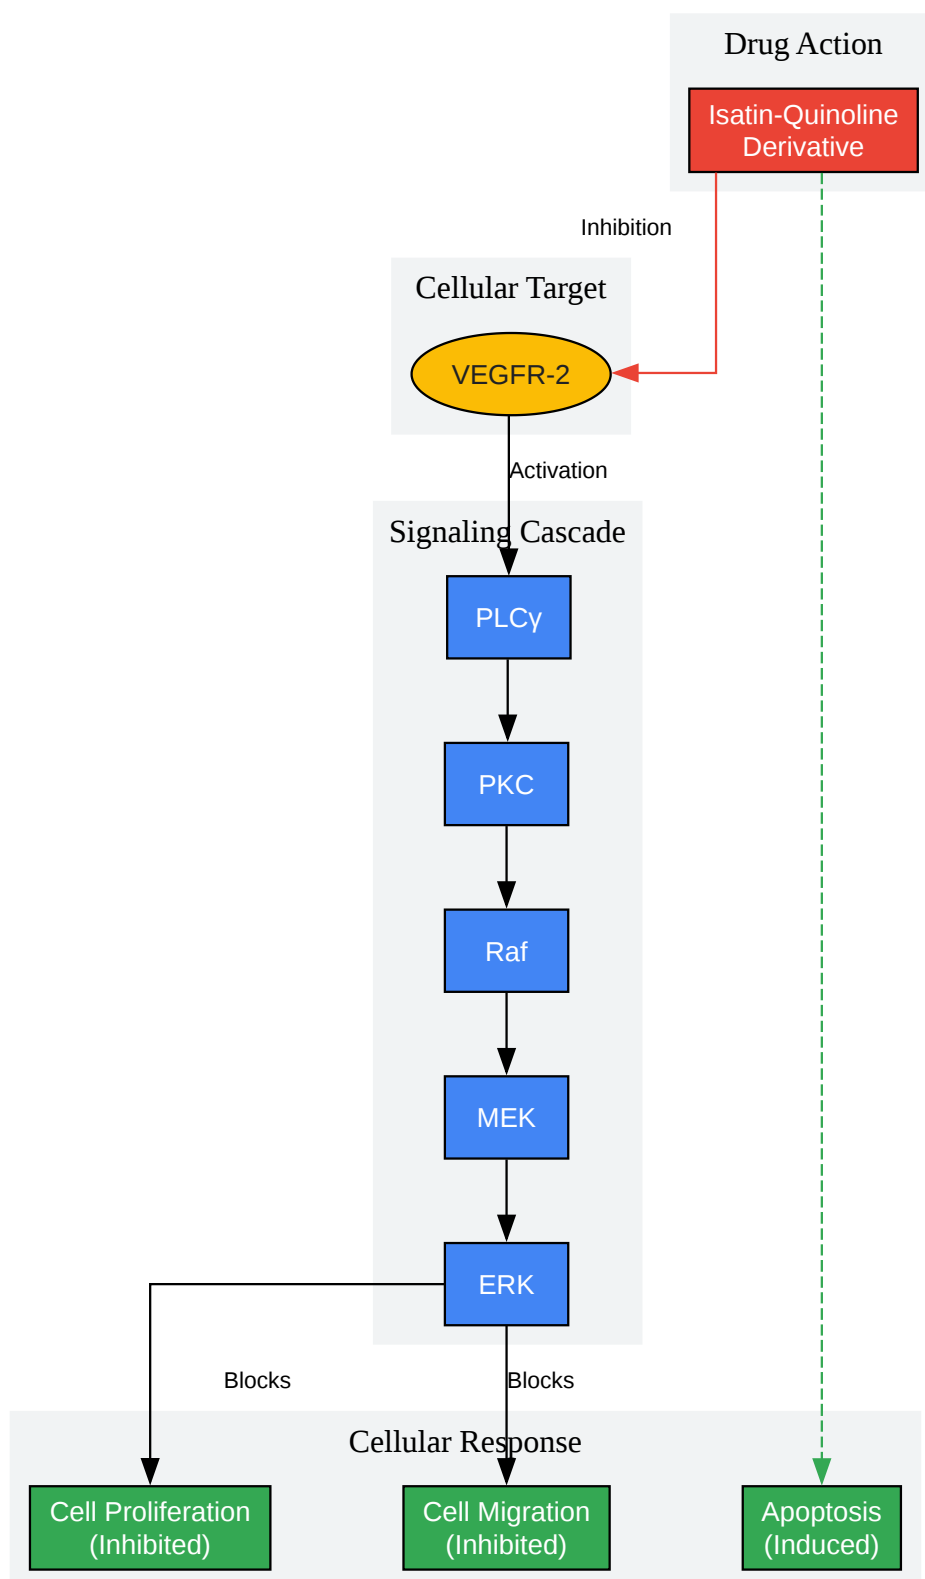 Drug Action
Isatin-Quinoline
Derivative
Inhibition
Cellular Target
VEGFR-2
Activation
Signaling Cascade
PLCγ
PKC
Raf
MEK
ERK
Blocks
Blocks
Cellular Response
Cell Proliferation
(Inhibited)
Cell Migration
(Inhibited)
Apoptosis
(Induced)